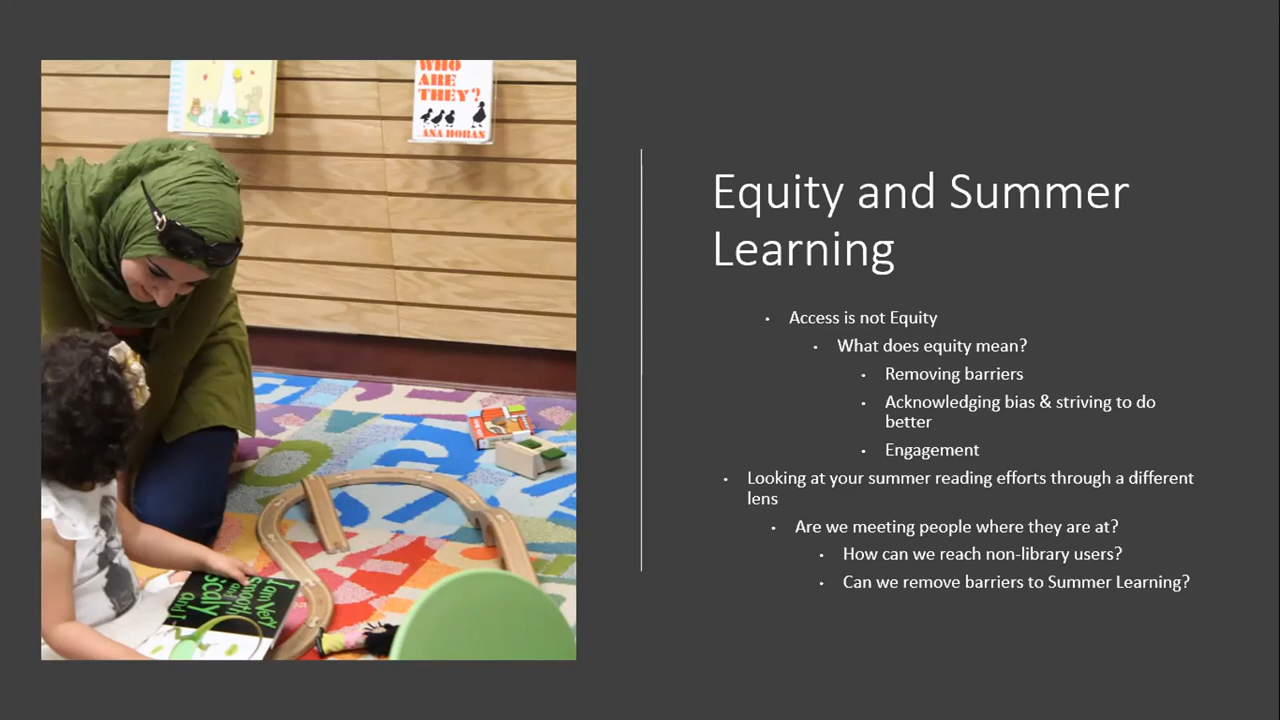 WHO
ARE
THEY?
ANA HORAN
I am Very
Smooth
and
Scaly
and I
Equity and Summer
Learning
• Access is not Equity
• What does equity mean?
• Removing barriers
• Acknowledging bias & striving to do
better
• Engagement
• Looking at your summer reading efforts through a different
lens
• Are we meeting people where they are at?
• How can we reach non-library users?
• Can we remove barriers to Summer Learning?